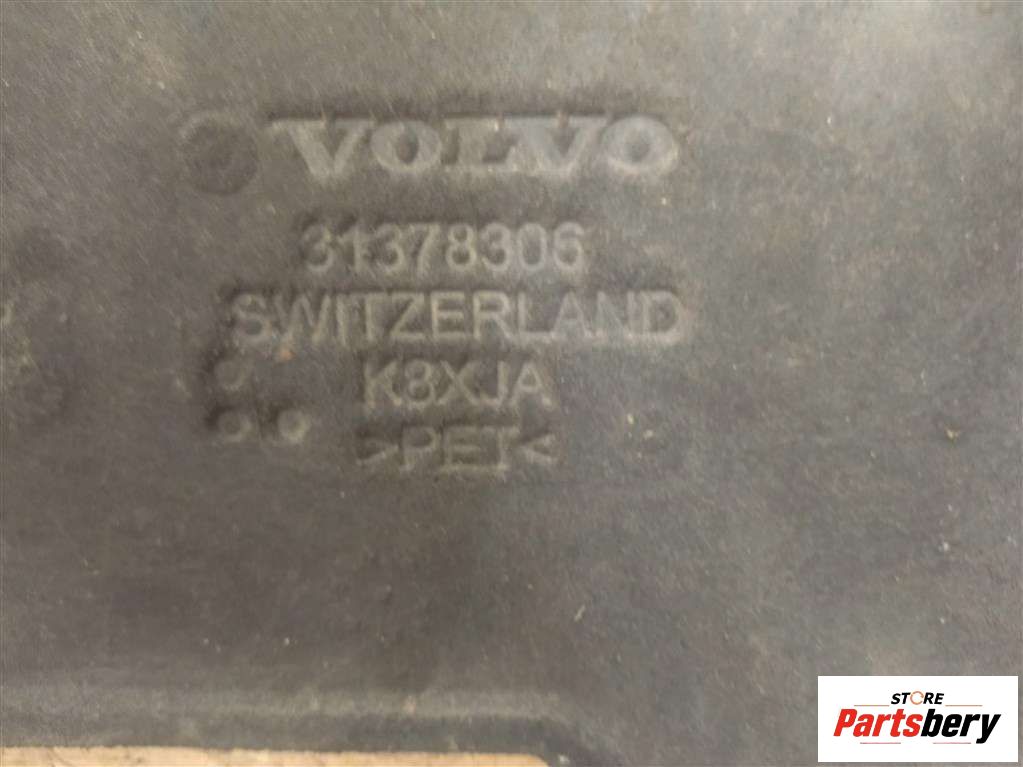 VOLVO
31378306
SWITZERLAND
K8XJA
>PET<
STORE
Partsbery